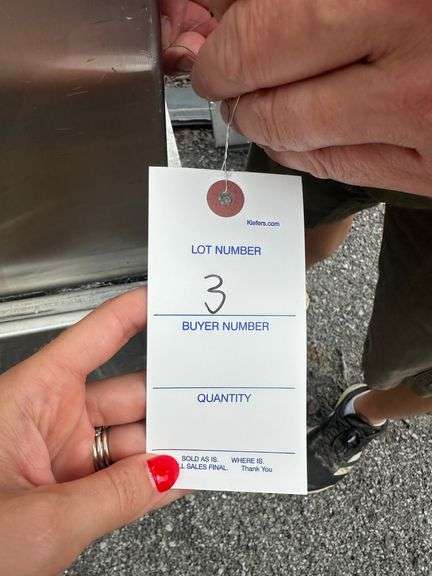 Kiefers.com
LOT NUMBER
3
BUYER NUMBER
QUANTITY
SOLD AS IS. WHERE IS.
SALES FINAL. Thank You